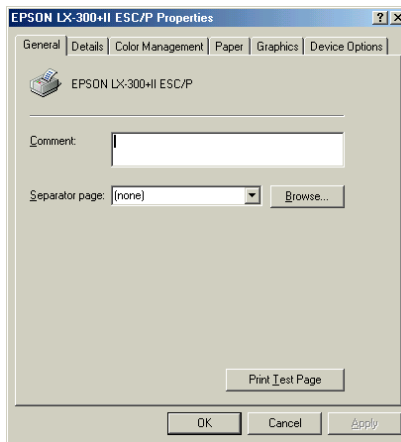 EPSON LX-300+II ESC/P Properties
General Details Color Management Paper Graphics Device Options
EPSON LX-300+II ESC/P
Comment:
Separator page: (none) Browse...
Print Test Page
OK Cancel Apply